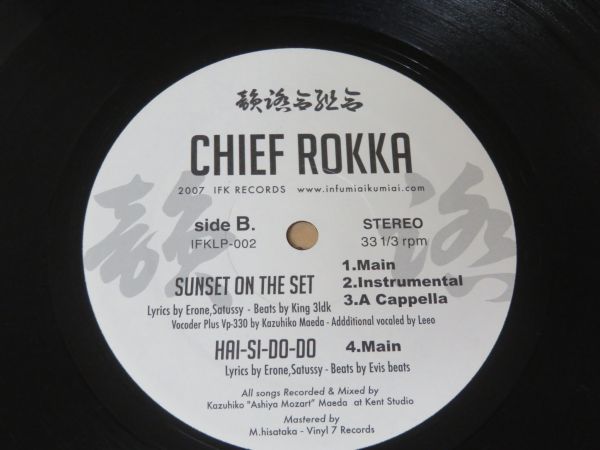 韻踏合組合
CHIEF ROKKA
2007 IFK RECORDS www.infumiaikumiai.com
side B.
IFKLP-002
STEREO
33 1/3 rpm
韻 踏
SUNSET ON THE SET
1.Main
2.Instrumental
3.A Cappella
Lyrics by Erone,Satussy - Beats by King 3ldk
Vocoder Plus Vp-330 by Kazuhiko Maeda - Addditional vocaled by Leeo
HAI-SI-DO-DO
4.Main
Lyrics by Erone,Satussy - Beats by Evis beats
All songs Recorded & Mixed by
Kazuhiko "Ashiya Mozart" Maeda at Kent Studio
Mastered by
M.hisataka - Vinyl 7 Records